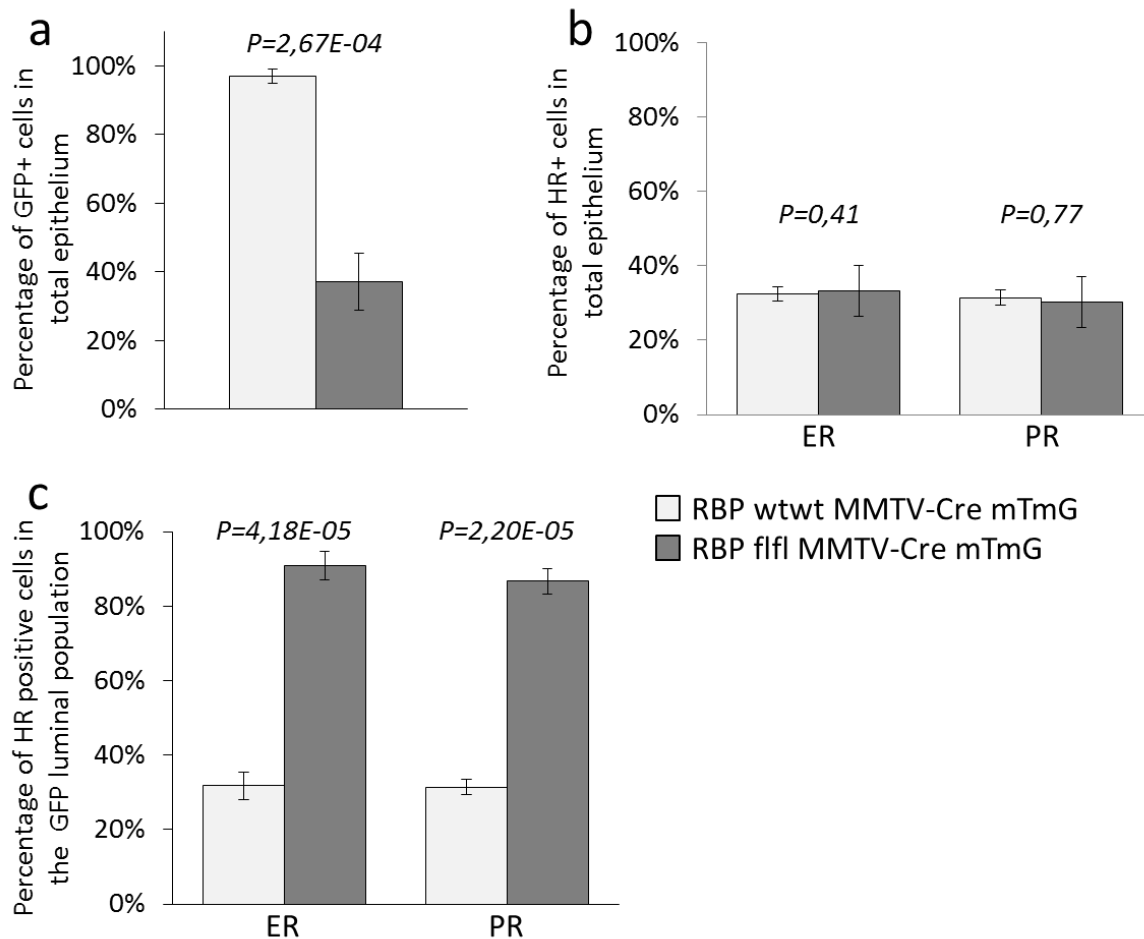 a
Percentage of GFP+ cells in
total epithelium
P=2,67E-04
100%
80%
60%
40%
20%
0%
b
Percentage of HR+ cells in
total epithelium
100%
80%
60%
40%
20%
0%
P=0,41
P=0,77
ER
PR
c
Percentage of HR positive cells in
the GFP luminal population
P=4,18E-05
P=2,20E-05
100%
80%
60%
40%
20%
0%
ER
PR
RBP wtwt MMTV-Cre mTmG
RBP flfl MMTV-Cre mTmG